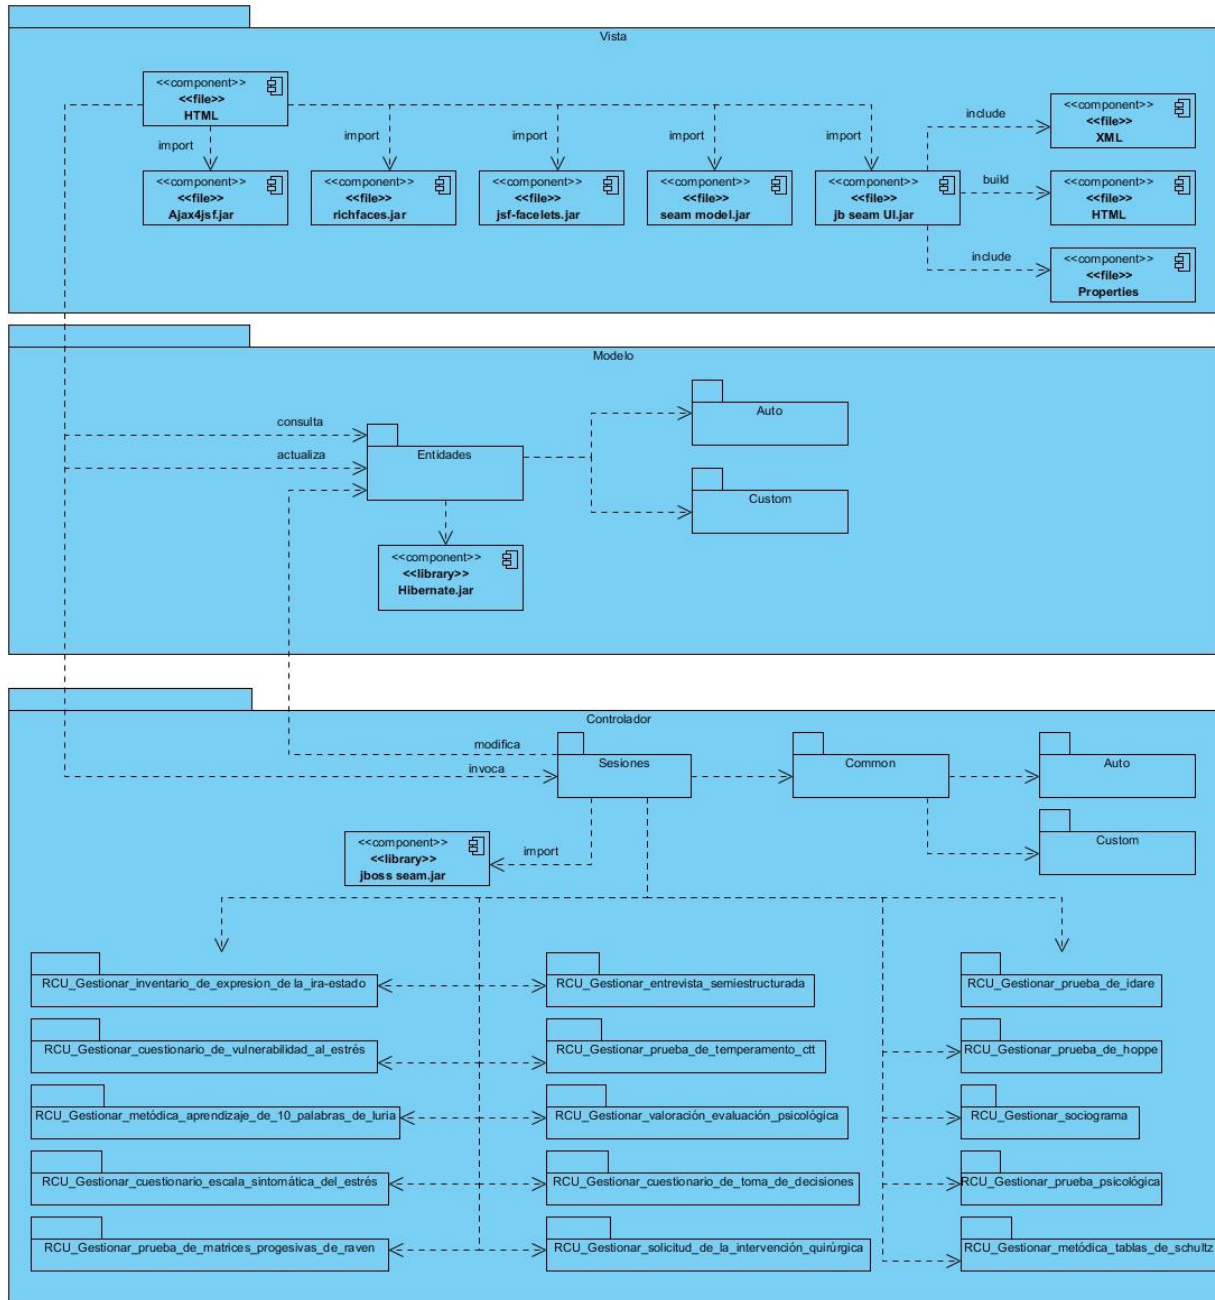 Vista
<<component>>
<<file>>
HTML
import
import
import
import
import
<<component>>
<<file>>
Ajax4jsf.jar
<<component>>
<<file>>
richfaces.jar
<<component>>
<<file>>
jsf-facelets.jar
<<component>>
<<file>>
seam model.jar
<<component>>
<<file>>
jb seam UI.jar
include
<<component>>
<<file>>
XML
build
<<component>>
<<file>>
HTML
include
<<component>>
<<file>>
Properties
Modelo
consulta
actualiza
Entidades
Auto
Custom
<<component>>
<<library>>
Hibernate.jar
Controlador
modifica
invoca
Sesiones
Common
Auto
Custom
<<component>>
<<library>>
jboss seam.jar
import
RCU_Gestionar_inventario_de_expresion_de la_ira-estado
RCU_Gestionar_entrevista_semiestructurada
RCU_Gestionar_prueba_de_idare
RCU_Gestionar_cuestionario_de_vulnerabilidad_al_estrés
RCU_Gestionar_prueba_de_temperamento_ctt
RCU_Gestionar_prueba_de_hoppe
RCU_Gestionar_metódica_aprendizaje_de_10_palabras_de_luria
RCU_Gestionar_valoración_evaluación_psicológica
RCU_Gestionar_sociograma
RCU_Gestionar_cuestionario_escala_sintomática_del_estrés
RCU_Gestionar_cuestionario_de_toma_de_decisiones
RCU_Gestionar_prueba_psicológica
RCU_Gestionar_prueba_de_matrices_progesivas_de_raven
RCU_Gestionar_solicitud_de_la_intervención_quirúrgica
RCU_Gestionar_metódica_tablas_de_schultz